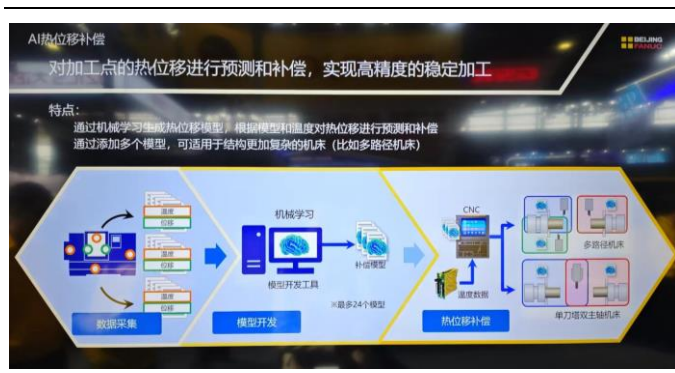 AI热位移补偿
BEIJING
FANUC
对加工点的热位移进行预测和补偿，实现高精度的稳定加工
特点：
通过机械学习生成热位移模型，根据模型和温度对热位移进行预测和补偿
通过添加多个模型，可适用于结构更加复杂的机床（比如多路径机床）
温度
位移
温度
位移
温度
位移
数据采集
机械学习
模型开发工具
补偿模型
※最多24个模型
模型开发
CNC
温度数据
热位移补偿
多路径机床
单刀塔双主轴机床